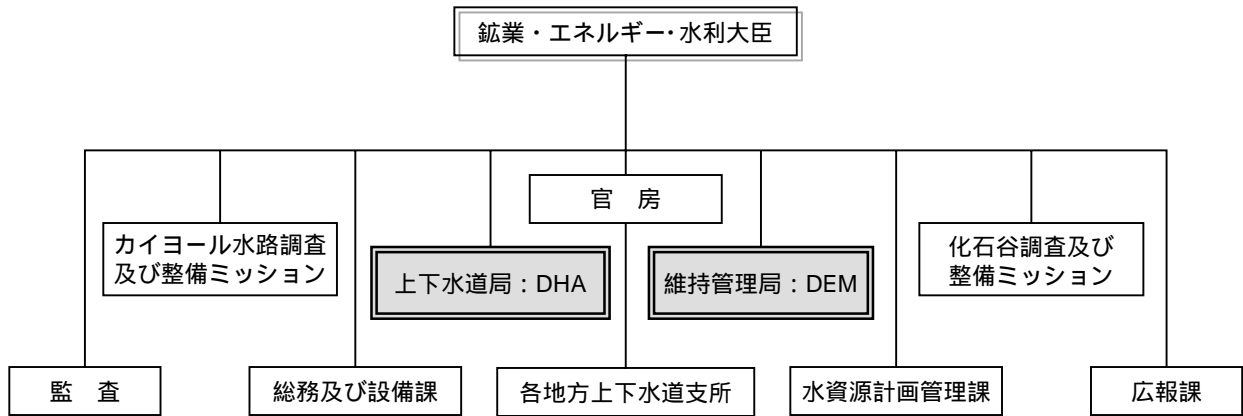 鉱業・エネルギー・水利大臣
官　房
カイヨール水路調査
及び整備ミッション
上下水道局：DHA
維持管理局：DEM
化石谷調査及び
整備ミッション
監　査
総務及び設備課
各地方上下水道支所
水資源計画管理課
広報課